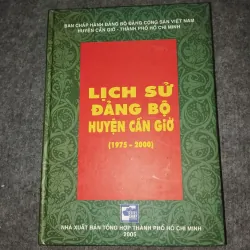 BAN CHẤP HÀNH ĐẢNG BỘ ĐẢNG CỘNG SẢN VIỆT NAM
HUYỆN CẦN GIỜ - THÀNH PHỐ HỒ CHÍ MINH
LỊCH SỬ
ĐẢNG BỘ
HUYỆN CẦN GIỜ
(1975 - 2000)
NHÀ XUẤT BẢN TỔNG HỢP THÀNH PHỐ HỒ CHÍ MINH
2005